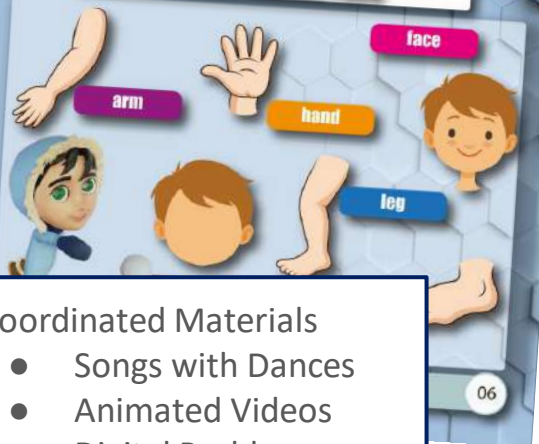 face
arm
hand
leg
06
oordinated Materials
● Songs with Dances
● Animated Videos